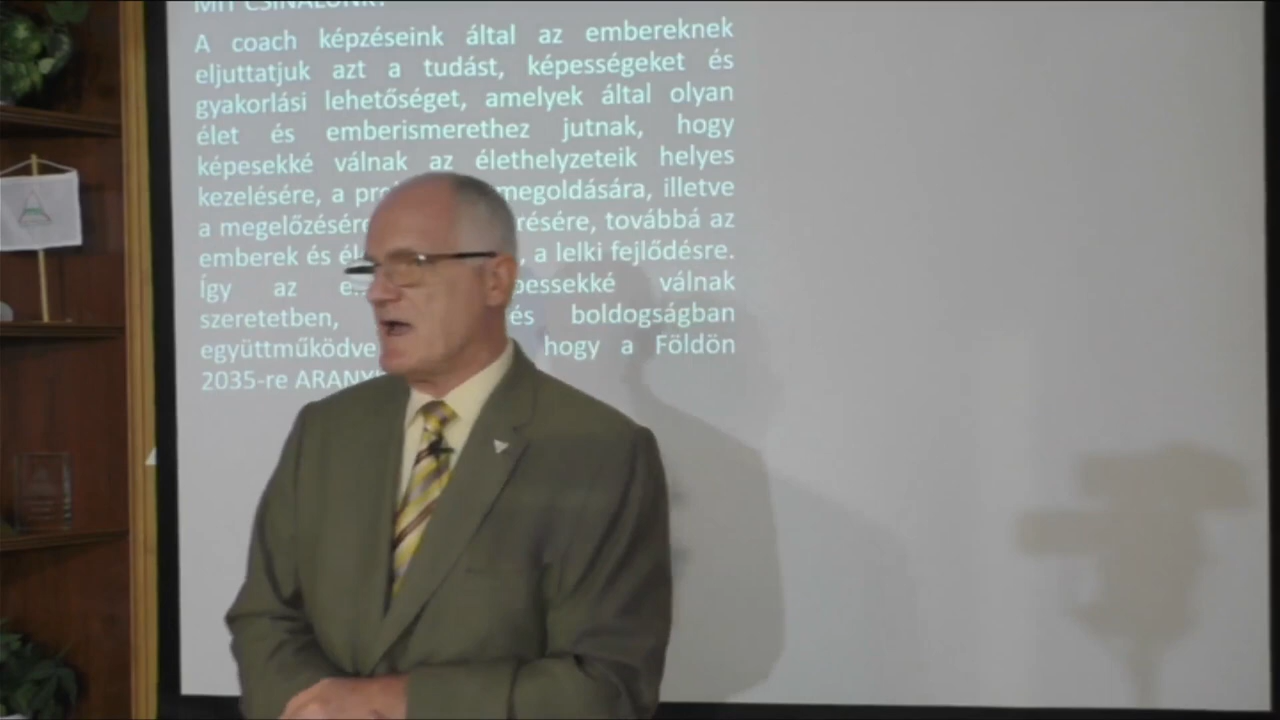 MIT CSINÁLUNK?
A coach képzéseink által az embereknek
eljuttatjuk azt a tudást, képességeket és
gyakorlási lehetőséget, amelyek által olyan
élet és emberismerethez jutnak, hogy
képesekké válnak az élethelyzeteik helyes
kezelésére, a megoldására, illetve
a továbbá az
emberek és a lelki fejlődésre.
Így az válnak
szeretetben, és boldogságban
együttműködve hogy a Földön
2035-re